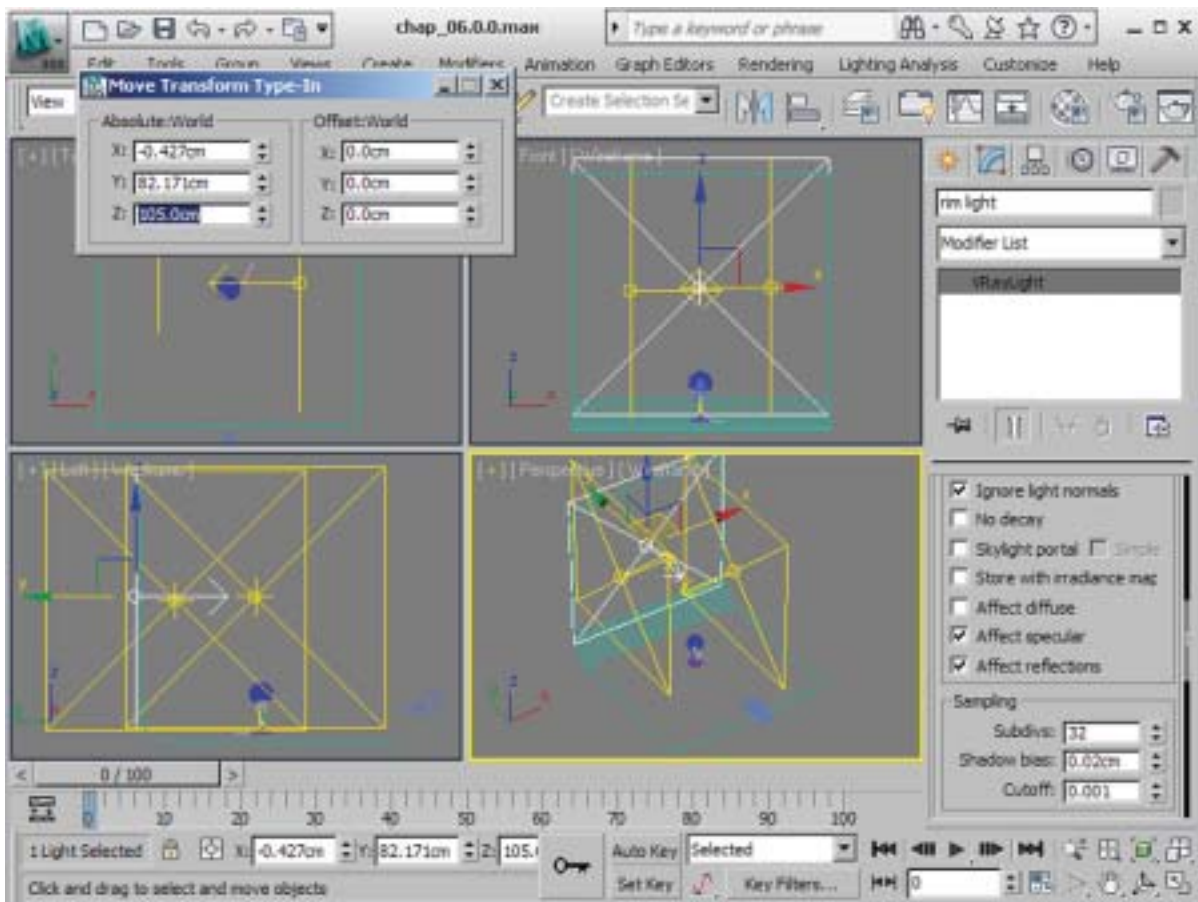 chap_06.0.0.max
Type a keyword or phrase
Edit Tools Group Views Create Modifiers Animation Graph Editors Rendering Lighting Analysis Customize Help
View
Create Selection Se
Move Transform Type-In
Absolute:World
X: -0.427cm
Y: 82.171cm
Z: 105.0cm
Offset:World
X: 0.0cm
Y: 0.0cm
Z: 0.0cm
Front ] [Wireframe ]
[+] [Left] [Wireframe ]
[+] [Perspective ] [Wireframe ]
rim light
Modifier List
VRayLight
Ignore light normals
No decay
Skylight portal Simple
Store with irradiance map
Affect diffuse
Affect specular
Affect reflections
Sampling
Subdivs: 32
Shadow bias: 0.02cm
Cutoff: 0.001
< 0 / 100 >
0 10 20 30 40 50 60 70 80 90 100
1 Light Selected X: -0.427cm Y: 82.171cm Z: 105.
Auto Key Selected
Click and drag to select and move objects
Set Key Key Filters... 0